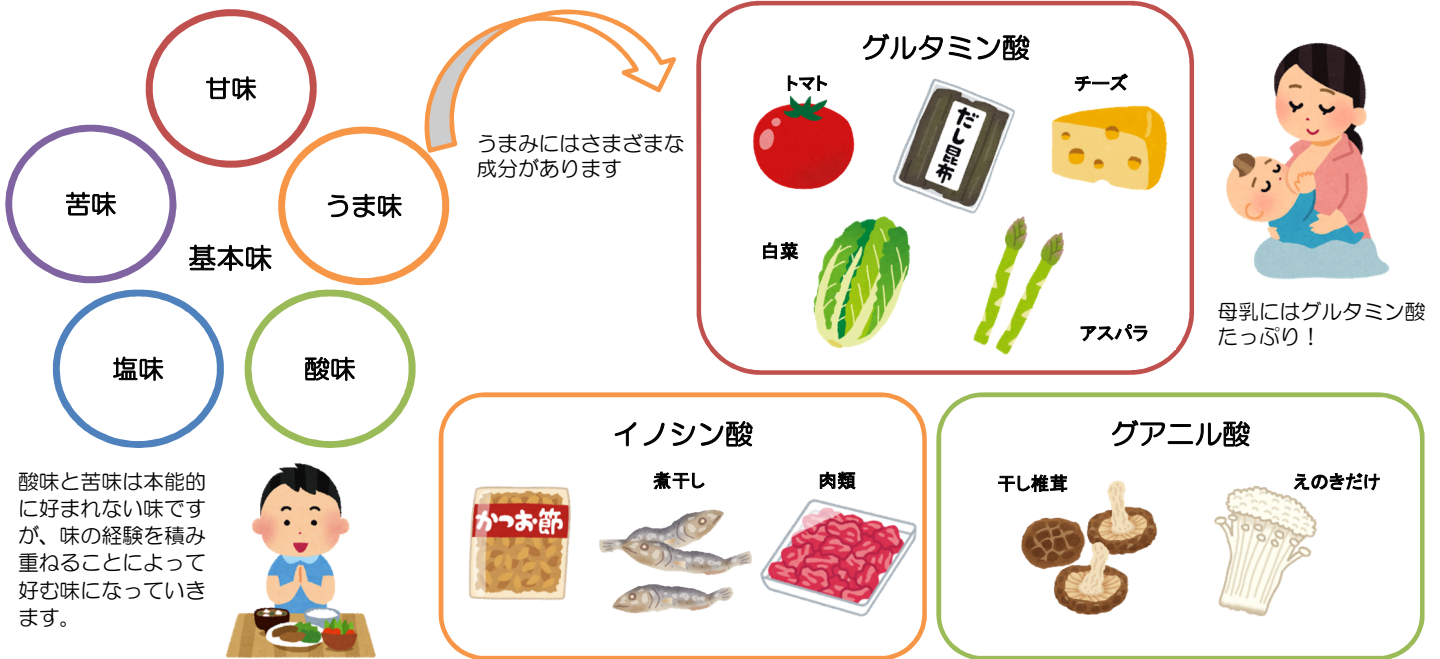 甘味
苦味
うま味
基本味
塩味
酸味
酸味と苦味は本能的
に好まれない味です
が、味の経験を積み
重ねることによって
好む味になっていき
ます。
うまみにはさまざまな
成分があります
グルタミン酸
トマト
だし昆布
チーズ
白菜
アスパラ
母乳にはグルタミン酸
たっぷり！
イノシン酸
かつお節
煮干し
肉類
グアニル酸
干し椎茸
えのきだけ